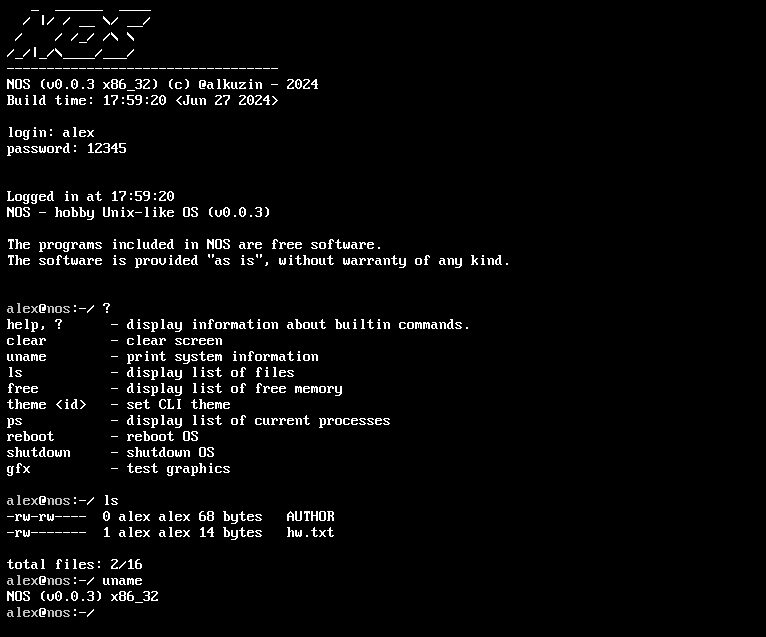 NOS (v0.0.3 x86_32) (c) @alkuzin - 2024
Build time: 17:59:20 <Jun 27 2024>
login: alex
password: 12345
Logged in at 17:59:20
NOS - hobby Unix-like OS (v0.0.3)
The programs included in NOS are free software.
The software is provided "as is", without warranty of any kind.
alex@nos:~/ ?
help, ? - display information about builtin commands.
clear - clear screen
uname - print system information
ls - display list of files
free - display list of free memory
theme <id> - set CLI theme
ps - display list of current processes
reboot - reboot OS
shutdown - shutdown OS
gfx - test graphics
alex@nos:~/ ls
-rw-rw---- 0 alex alex 68 bytes AUTHOR
-rw------- 1 alex alex 14 bytes hw.txt
total files: 2/16
alex@nos:~/ uname
NOS (v0.0.3) x86_32
alex@nos:~/